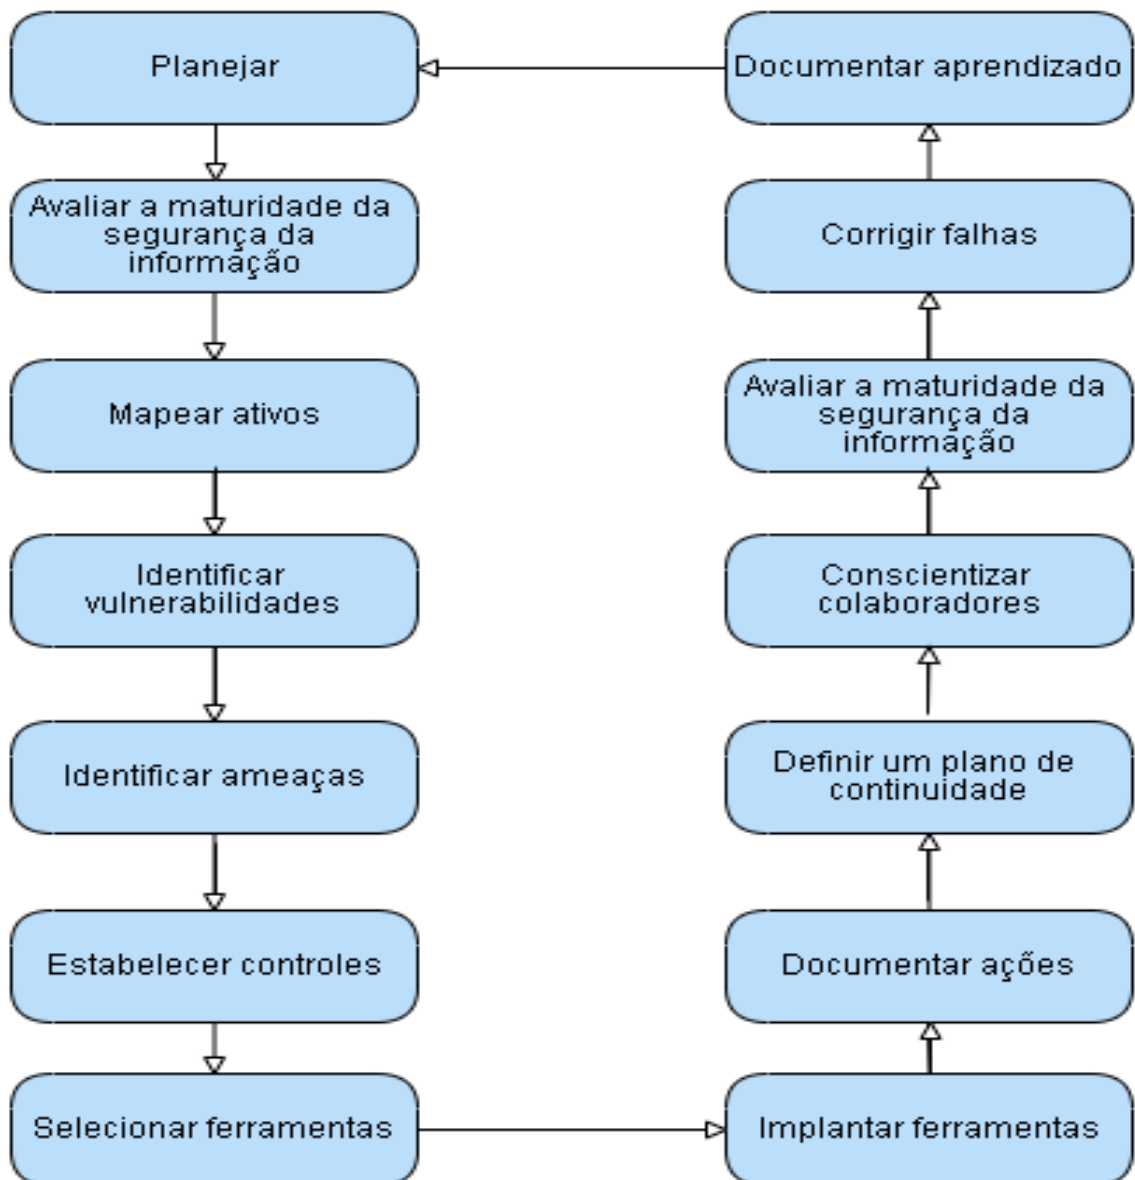 Planejar
Avaliar a maturidade da
segurança da
informação
Mapear ativos
Identificar
vulnerabilidades
Identificar ameaças
Estabelecer controles
Selecionar ferramentas
Implantar ferramentas
Documentar ações
Definir um plano de
continuidade
Conscientizar
colaboradores
Avaliar a maturidade da
segurança da
informação
Corrigir falhas
Documentar aprendizado